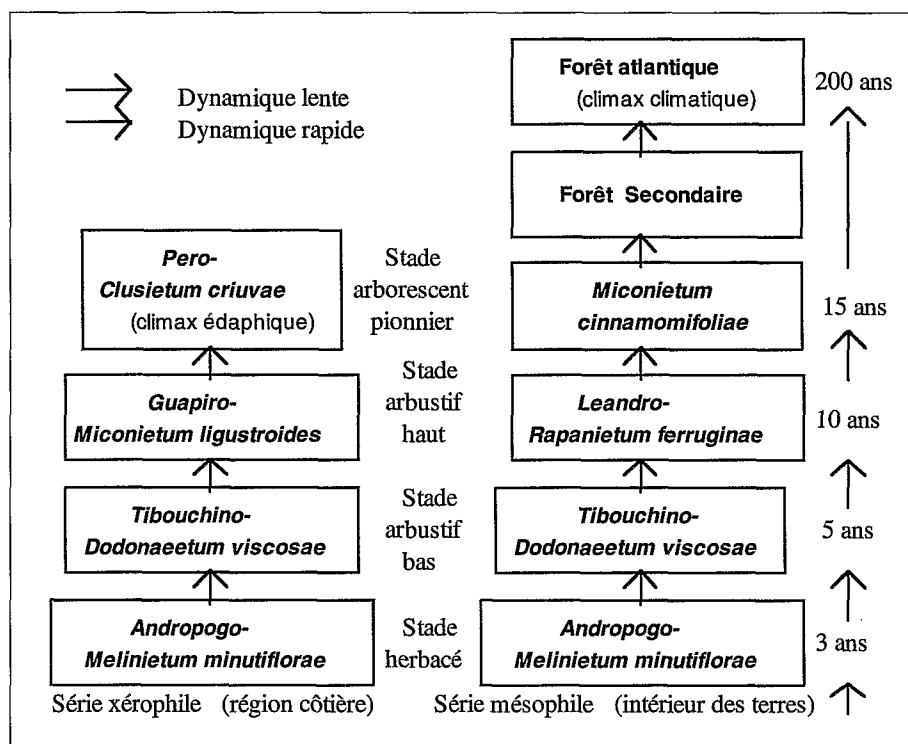 Dynamique lente
Dynamique rapide
Forêt atlantique
(climax climatique)
200 ans
Forêt Secondaire
Pero-
Clusietum criuvae
(climax édaphique)
Stade
arborescent
pionnier
Miconietum
cinnamomifoliae
15 ans
Guapiro-
Miconietum ligustroides
Stade
arbustif
haut
Leandro-
Rapanietum ferruginae
10 ans
Tibouchino-
Dodonaeetum viscosae
Stade
arbustif
bas
Tibouchino-
Dodonaeetum viscosae
5 ans
Andropogo-
Melinietum minutiflorae
Stade
herbacé
Andropogo-
Melinietum minutiflorae
3 ans
Série xérophile (région côtière)
Série mésophile (intérieur des terres)